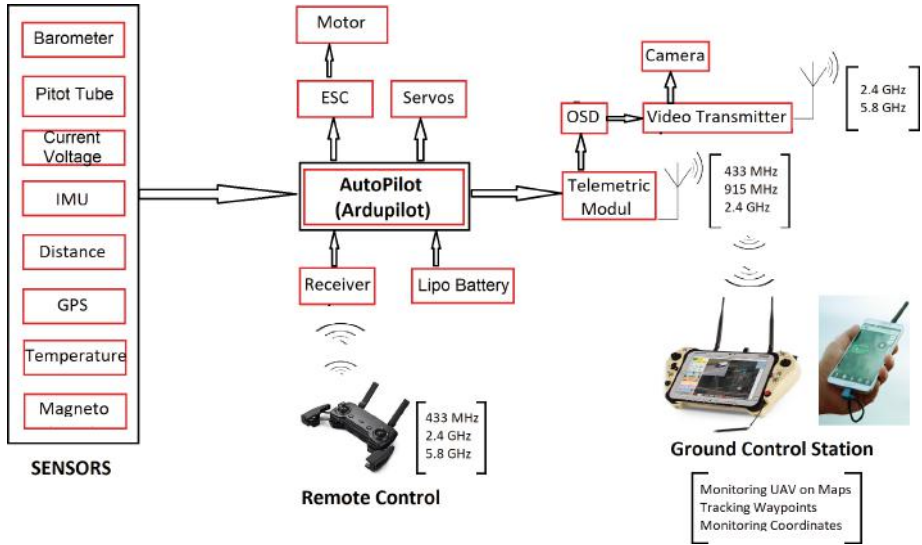 Barometer
Pitot Tube
Current
Voltage
IMU
Distance
GPS
Temperature
Magneto
SENSORS
Motor
ESC
Servos
AutoPilot
(Ardupilot)
Receiver
Lipo Battery
433 MHz
2.4 GHz
5.8 GHz
Remote Control
Camera
OSD
Video Transmitter
2.4 GHz
5.8 GHz
Telemetric
Modul
433 MHz
915 MHz
2.4 GHz
Ground Control Station
Monitoring UAV on Maps
Tracking Waypoints
Monitoring Coordinates